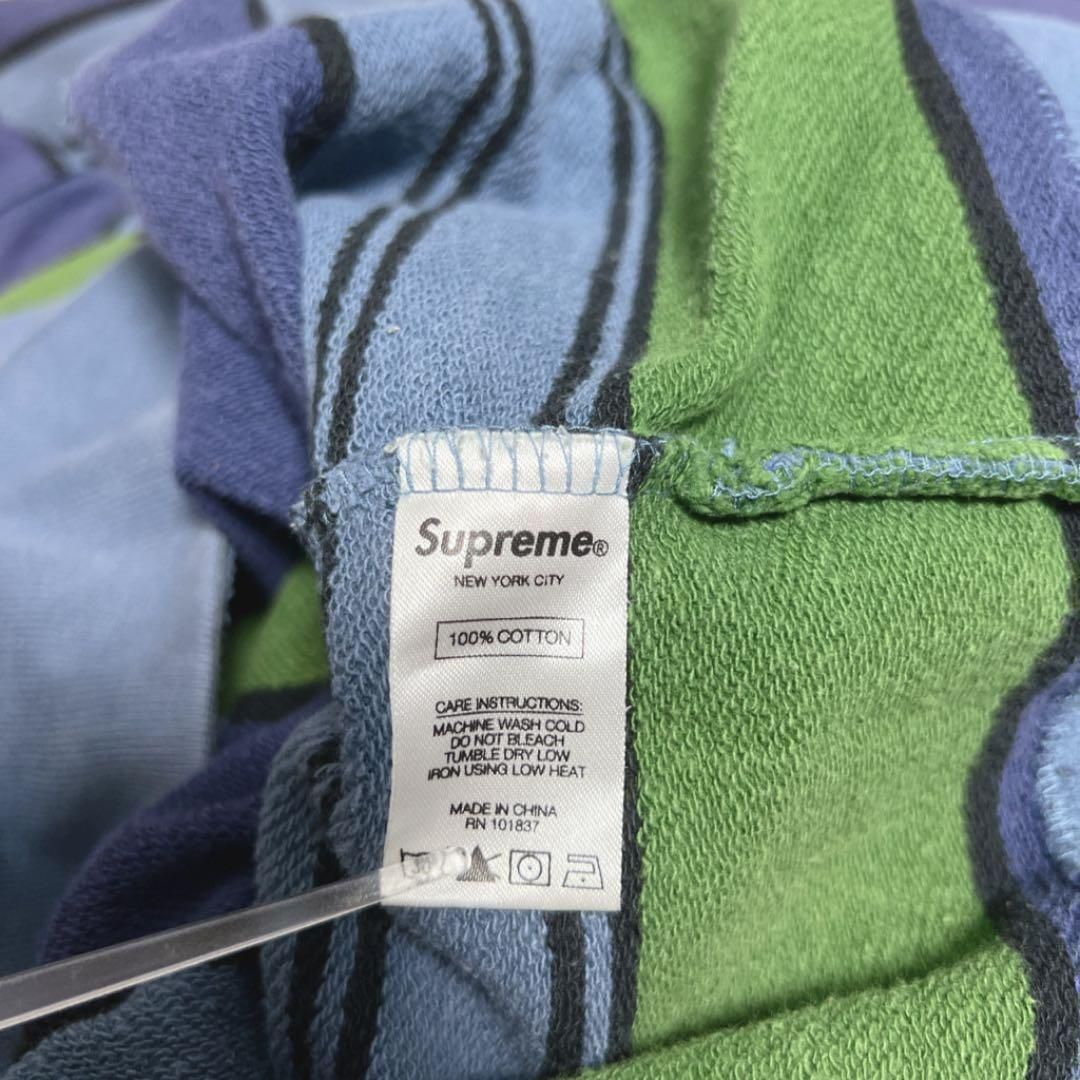 Supreme®
NEW YORK CITY
100% COTTON
CARE INSTRUCTIONS:
MACHINE WASH COLD
DO NOT BLEACH
TUMBLE DRY LOW
IRON USING LOW HEAT
MADE IN CHINA
RN 101837
30